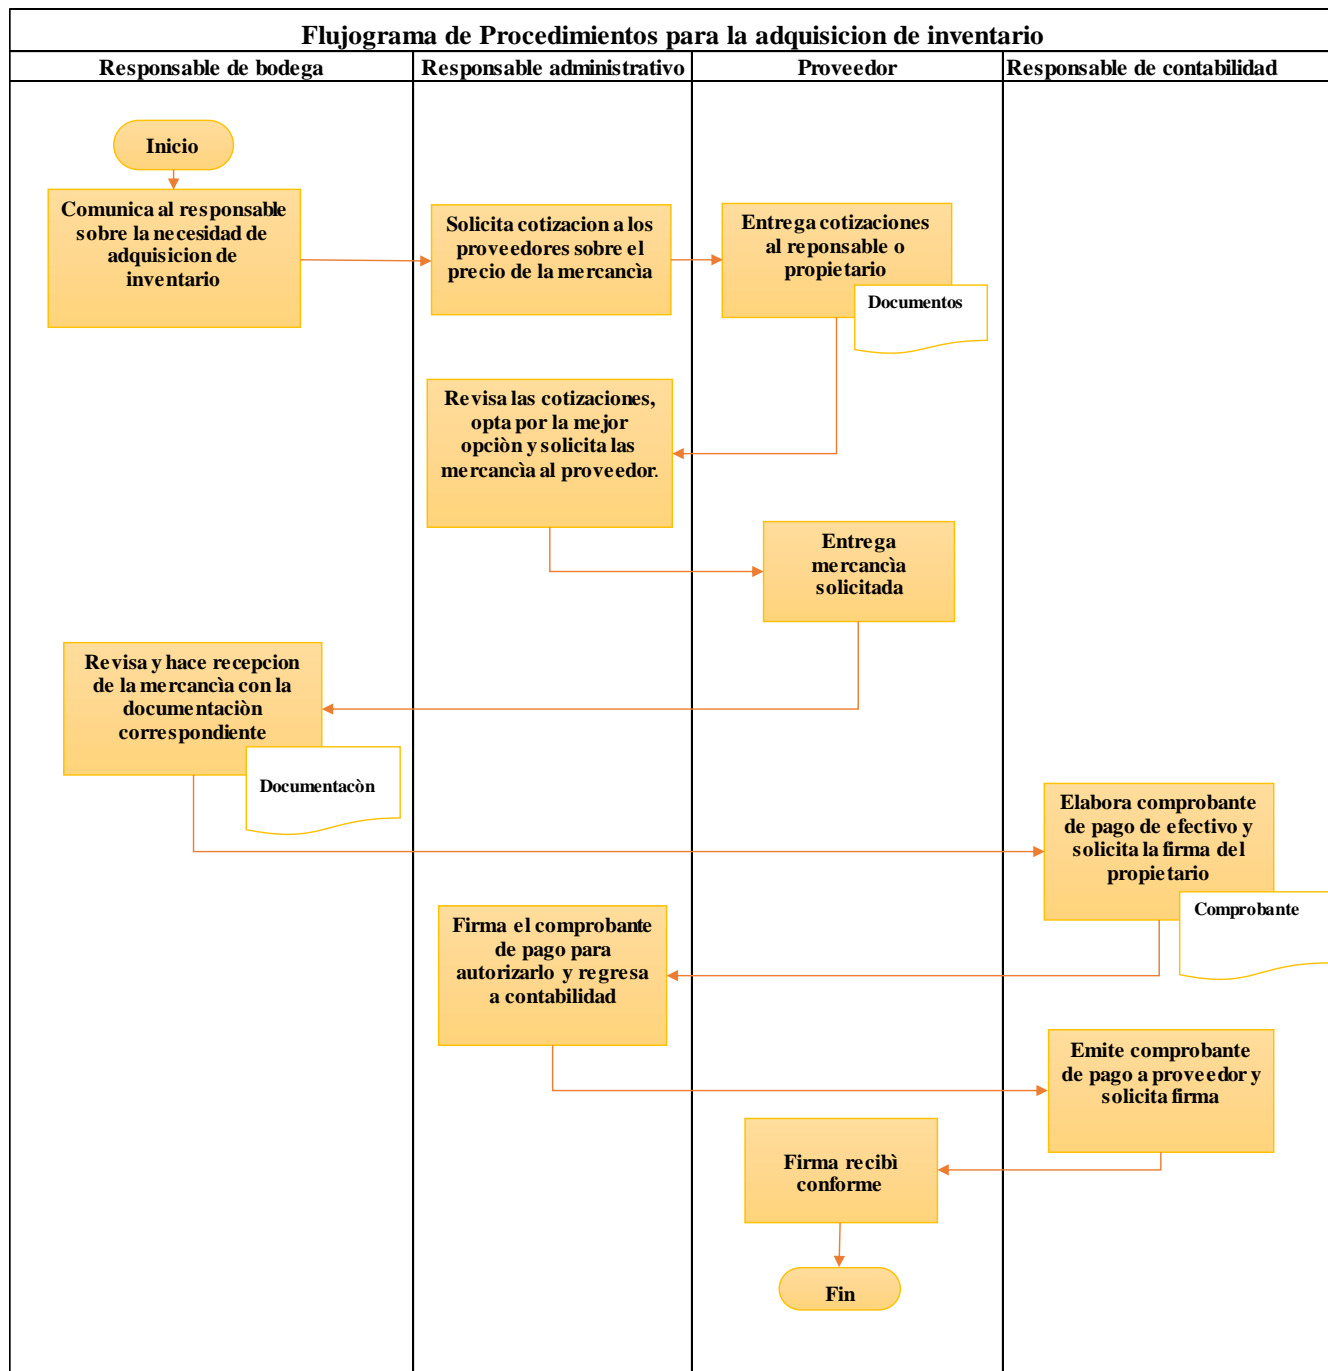 Flujograma de Procedimientos para la adquisicion de inventario
Responsable de bodega
Responsable administrativo
Proveedor
Responsable de contabilidad
Inicio
Comunica al responsable
sobre la necesidad de
adquisicion de
inventario
Solicita cotizacion a los
proveedores sobre el
precio de la mercancìa
Entrega cotizaciones
al reponsable o
propietario
Documentos
Revisa las cotizaciones,
opta por la mejor
opciòn y solicita las
mercancìa al proveedor.
Entrega
mercancìa
solicitada
Revisa y hace recepcion
de la mercancìa con la
documentaciòn
correspondiente
Documentacòn
Elabora comprobante
de pago de efectivo y
solicita la firma del
propietario
Comprobante
Firma el comprobante
de pago para
autorizarlo y regresa
a contabilidad
Emite comprobante
de pago a proveedor y
solicita firma
Firma recibì
conforme
Fin